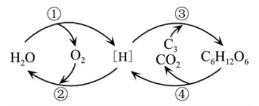 ① ③
C₃
H₂O O₂ [H] CO₂ C₆H₁₂O₆
② ④